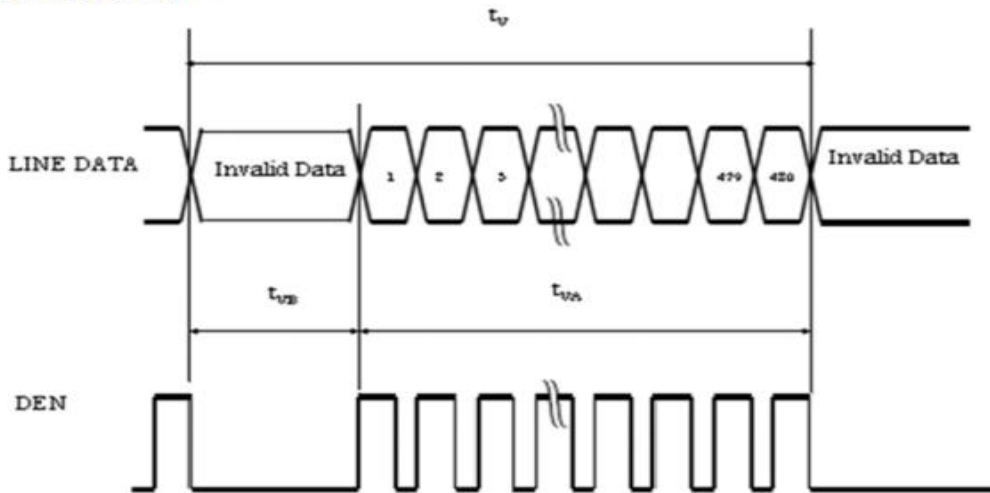 tv
LINE DATA
Invalid Data
1
2
3
479
480
Invalid Data
tVB
tVA
DEN